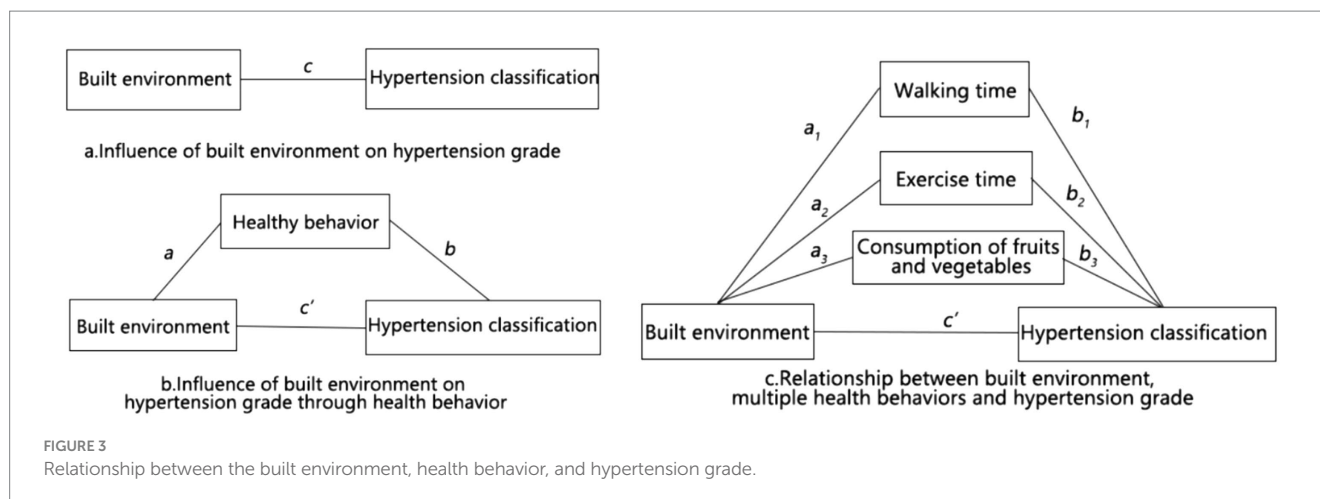 Built environment
c
Hypertension classification
a.Influence of built environment on hypertension grade
Healthy behavior
a
b
Built environment
c′
Hypertension classification
b.Influence of built environment on
hypertension grade through health behavior
Walking time
a1
b1
Exercise time
a2
b2
Consumption of fruits
and vegetables
a3
b3
Built environment
c′
Hypertension classification
c.Relationship between built environment,
multiple health behaviors and hypertension grade
FIGURE 3
Relationship between the built environment, health behavior, and hypertension grade.